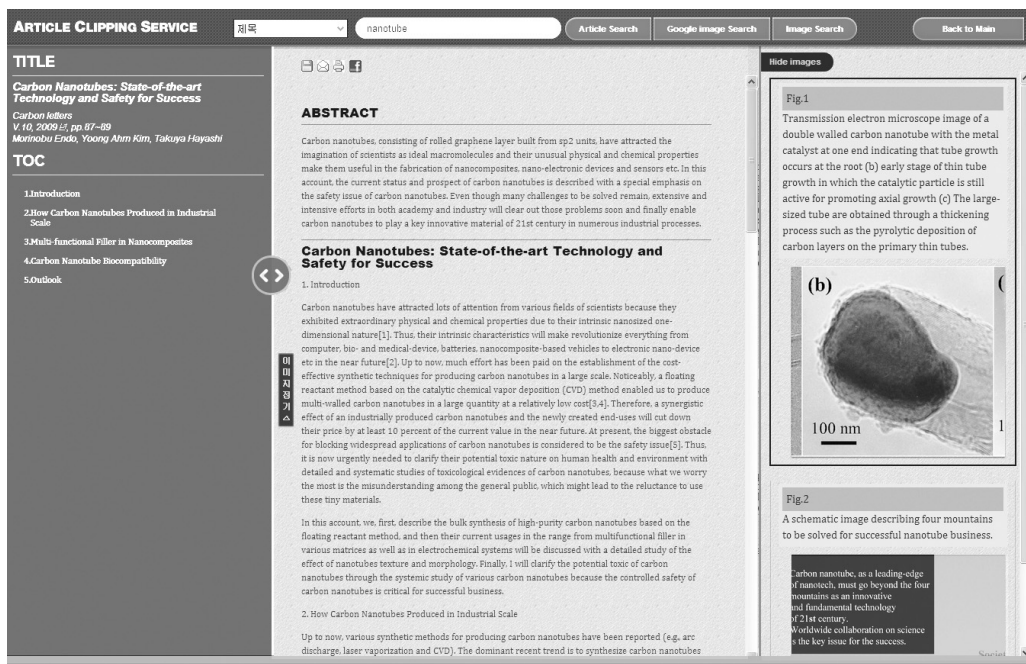 ARTICLE CLIPPING SERVICE
제목
nanotube
Article Search
Google image Search
Image Search
Back to Main
TITLE
Carbon Nanotubes: State-of-the-art
Technology and Safety for Success
Carbon letters
V.10, 2009년, pp.87~89
Morinobu Endo, Yoong Ahm Kim, Takuya Hayashi
TOC
1.Introduction
2.How Carbon Nanotubes Produced in Industrial
Scale
3.Multi-functional Filler in Nanocomposites
4.Carbon Nanotube Biocompatibility
5.Outlook
이미지접기
ABSTRACT
Carbon nanotubes, consisting of rolled graphene layer built from sp2 units, have attracted the
imagination of scientists as ideal macromolecules and their unusual physical and chemical properties
make them useful in the fabrication of nanocomposites, nano-electronic devices and sensors etc. In this
account, the current status and prospect of carbon nanotubes is described with a special emphasis on
the safety issue of carbon nanotubes. Even though many challenges to be solved remain, extensive and
intensive efforts in both academy and industry will clear out those problems soon and finally enable
carbon nanotubes to play a key innovative material of 21st century in numerous industrial processes.
Carbon Nanotubes: State-of-the-art Technology and
Safety for Success
1. Introduction
Carbon nanotubes have attracted lots of attention from various fields of scientists because they
exhibited extraordinary physical and chemical properties due to their intrinsic nanosized one-
dimensional nature[1]. Thus, their intrinsic characteristics will make revolutionize everything from
computer, bio- and medical-device, batteries, nanocomposite-based vehicles to electronic nano-device
etc in the near future[2]. Up to now, much effort has been paid on the establishment of the cost-
effective synthetic techniques for producing carbon nanotubes in a large scale. Noticeably, a floating
reactant method based on the catalytic chemical vapor deposition (CVD) method enabled us to produce
multi-walled carbon nanotubes in a large quantity at a relatively low cost[3,4]. Therefore, a synergistic
effect of an industrially produced carbon nanotubes and the newly created end-uses will cut down
their price by at least 10 percent of the current value in the near future. At present, the biggest obstacle
for blocking widespread applications of carbon nanotubes is considered to be the safety issue[5]. Thus,
it is now urgently needed to clarify their potential toxic nature on human health and environment with
detailed and systematic studies of toxicological evidences of carbon nanotubes, because what we worry
the most is the misunderstanding among the general public, which might lead to the reluctance to use
these tiny materials.
In this account, we, first, describe the bulk synthesis of high-purity carbon nanotubes based on the
floating reactant method, and then their current usages in the range from multifunctional filler in
various matrices as well as in electrochemical systems will be discussed with a detailed study of the
effect of nanotubes texture and morphology. Finally, I will clarify the potential toxic of carbon
nanotubes through the systemic study of various carbon nanotubes because the controlled safety of
carbon nanotubes is critical for successful business.
2. How Carbon Nanotubes Produced in Industrial Scale
Up to now, various synthetic methods for producing carbon nanotubes have been reported (e.g., arc
discharge, laser vaporization and CVD). The dominant recent trend is to synthesize carbon nanotubes
Hide images
Fig.1
Transmission electron microscope image of a
double walled carbon nanotube with the metal
catalyst at one end indicating that tube growth
occurs at the root (b) early stage of thin tube
growth in which the catalytic particle is still
active for promoting axial growth (c) The large-
sized tube are obtained through a thickening
process such as the pyrolytic deposition of
carbon layers on the primary thin tubes.
(b)
(
100 nm
1
Fig.2
A schematic image describing four mountains
to be solved for successful nanotube business.
Carbon nanotube, as a leading-edge
of nanotech, must go beyond the four
mountains as an innovative
and fundamental technology
of 21st century.
Worldwide collaboration on science
is the key issue for the success.